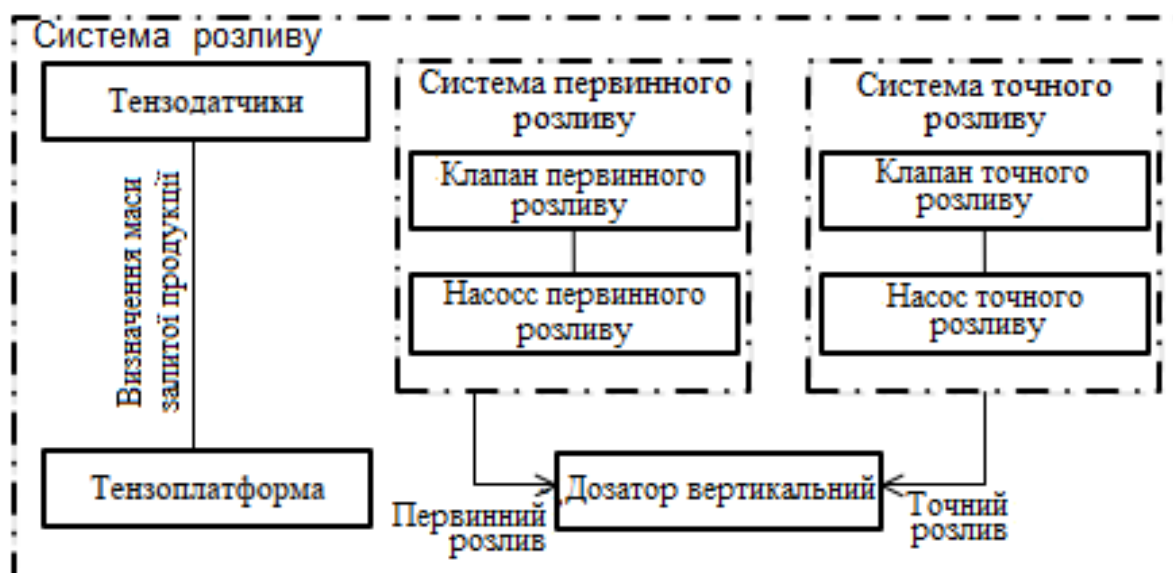 Система розливу
Тензодатчики
Визначення маси
залитої продукції
Тензоплатформа
Система первинного
розливу
Клапан первинного
розливу
Насосс первинного
розливу
Система точного
розливу
Клапан точного
розливу
Насос точного
розливу
Первинний
розлив
Дозатор вертикальний
Точний
розлив